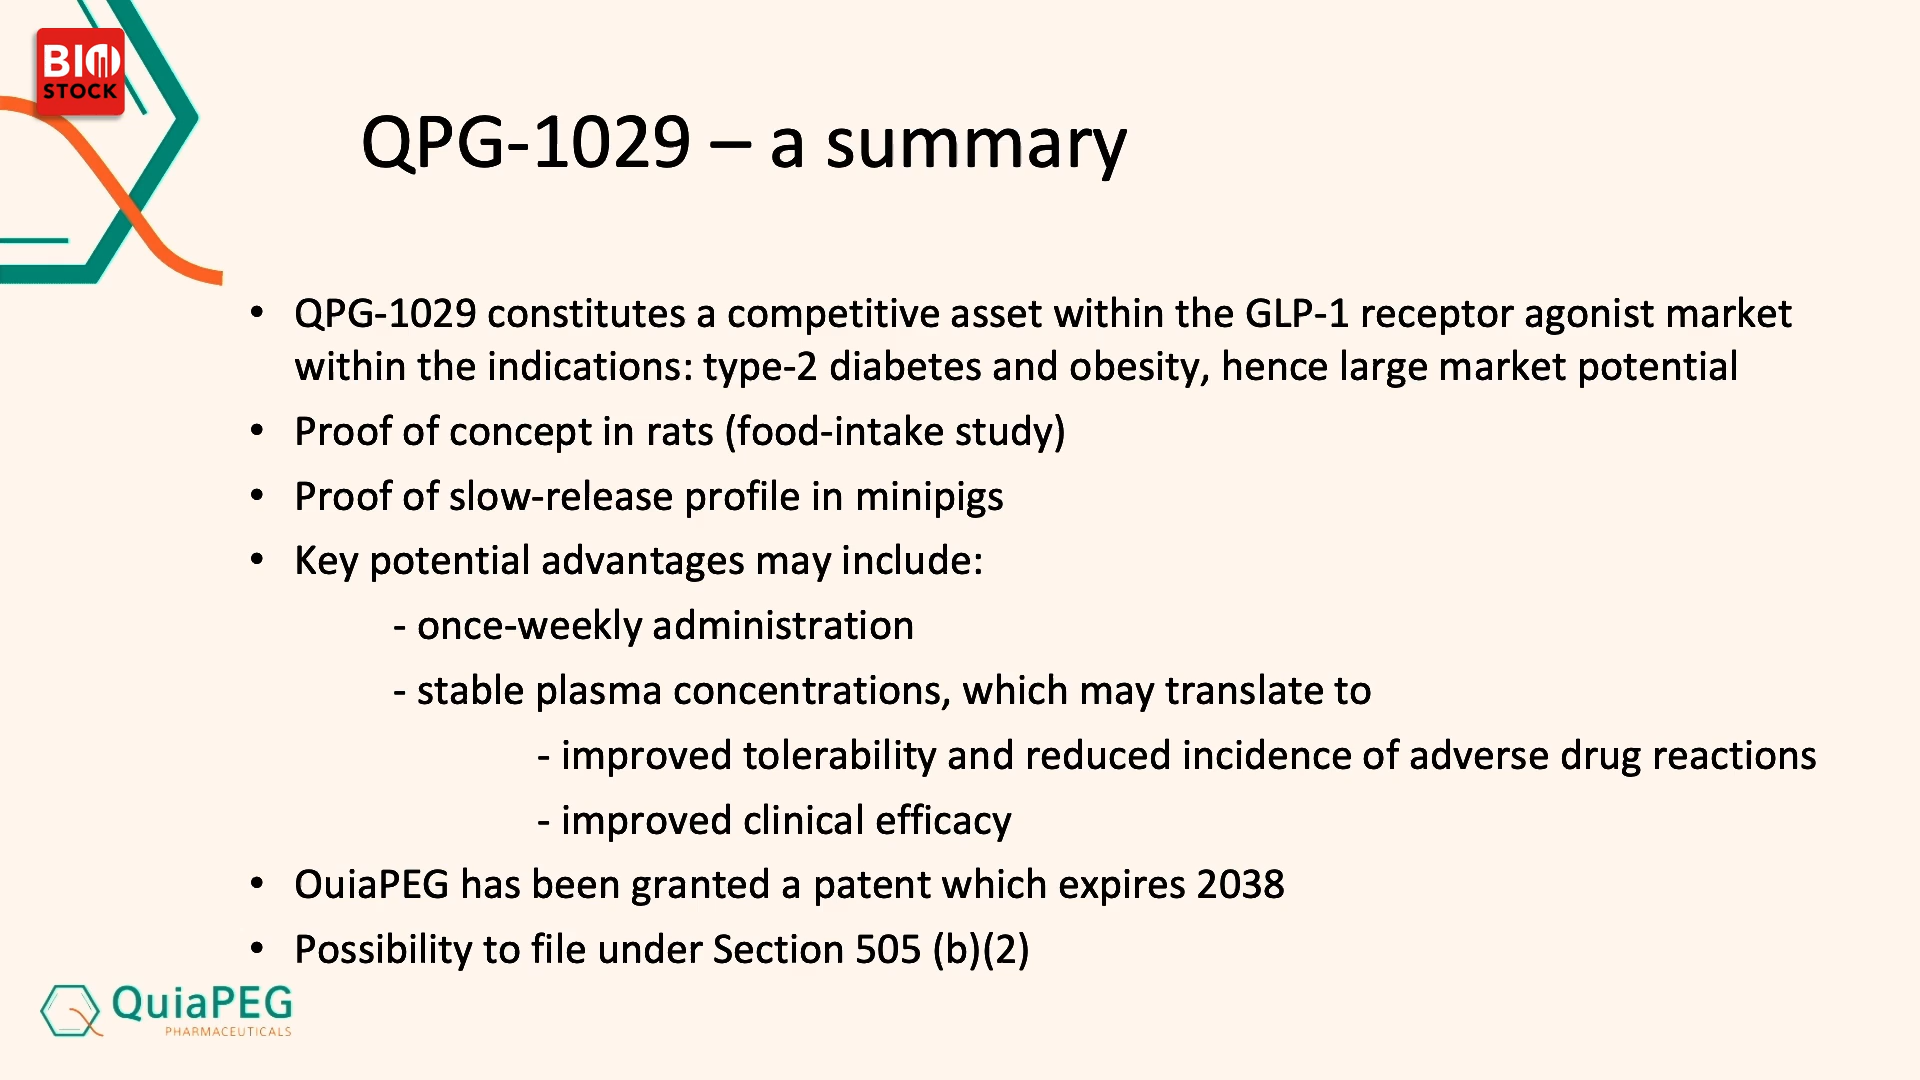 BIO
STOCK
QPG-1029 – a summary
• QPG-1029 constitutes a competitive asset within the GLP-1 receptor agonist market
within the indications: type-2 diabetes and obesity, hence large market potential
• Proof of concept in rats (food-intake study)
• Proof of slow-release profile in minipigs
• Key potential advantages may include:
- once-weekly administration
- stable plasma concentrations, which may translate to
- improved tolerability and reduced incidence of adverse drug reactions
- improved clinical efficacy
• OuiaPEG has been granted a patent which expires 2038
• Possibility to file under Section 505 (b)(2)
QuiaPEG
PHARMACEUTICALS